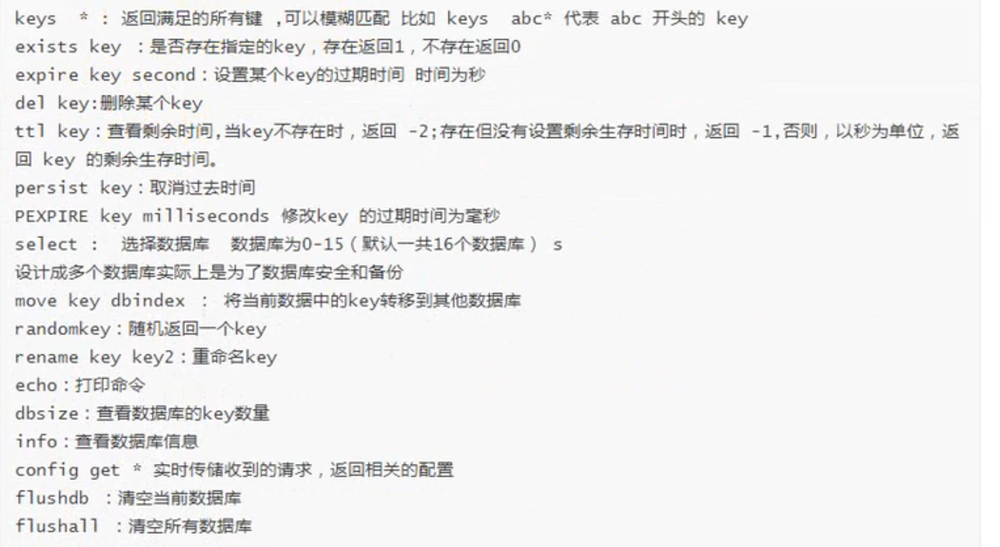 keys  * : 返回满足的所有键 ,可以模糊匹配 比如 keys  abc* 代表 abc 开头的 key
exists key ：是否存在指定的key，存在返回1，不存在返回0
expire key second：设置某个key的过期时间 时间为秒
del key:删除某个key
ttl key：查看剩余时间,当key不存在时，返回 -2;存在但没有设置剩余生存时间时，返回 -1,否则，以秒为单位，返
回 key 的剩余生存时间。
persist key：取消过去时间
PEXPIRE key milliseconds 修改key 的过期时间为毫秒
select :  选择数据库  数据库为0-15（默认一共16个数据库） s
设计成多个数据库实际上是为了数据库安全和备份
move key dbindex ： 将当前数据中的key转移到其他数据库
randomkey：随机返回一个key
rename key key2：重命名key
echo：打印命令
dbsize：查看数据库的key数量
info：查看数据库信息
config get * 实时传储收到的请求，返回相关的配置
flushdb ：清空当前数据库
flushall ：清空所有数据库